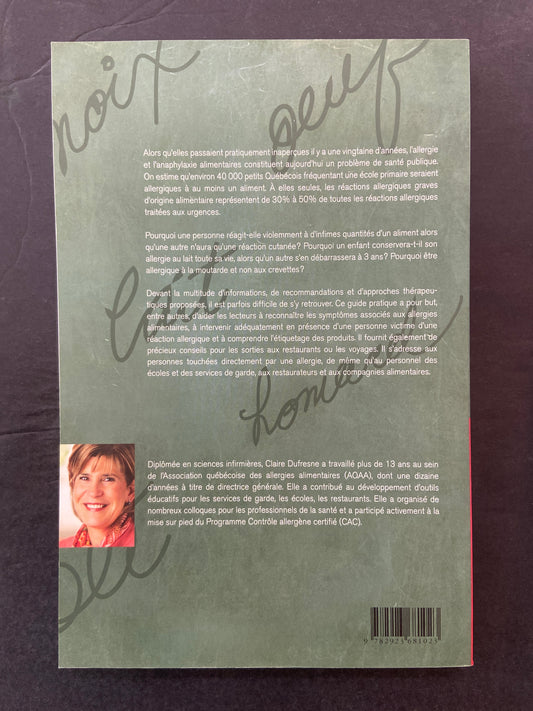 noix
oeuf
Alors qu'elles passaient pratiquement inaperçues il y a une vingtaine d'années, l'allergie
et l'anaphylaxie alimentaires constituent aujourd'hui un problème de santé publique.
On estime qu'environ 40 000 petits Québécois fréquentant une école primaire seraient
allergiques à au moins un aliment. À elles seules, les réactions allergiques graves
d'origine alimentaire représentent de 30% à 50% de toutes les réactions allergiques
traitées aux urgences.
Pourquoi une personne réagit-elle violemment à d'infimes quantités d'un aliment alors
qu'une autre n'aura qu'une réaction cutanée? Pourquoi un enfant conservera-t-il son
allergie au lait toute sa vie, alors qu'un autre s'en débarrassera à 3 ans? Pourquoi être
allergique à la moutarde et non aux crevettes?
lait
Devant la multitude d'informations, de recommandations et d'approches thérapeu-
tiques proposées, il est parfois difficile de s'y retrouver. Ce guide pratique a pour but,
entre autres, d'aider les lecteurs à reconnaître les symptômes associés aux allergies
alimentaires, à intervenir adéquatement en présence d'une personne victime d'une
réaction allergique et à comprendre l'étiquetage des produits. Il fournit également de
précieux conseils pour les sorties aux restaurants ou les voyages. Il s'adresse aux
personnes touchées directement par une allergie, de même qu'au personnel des
écoles et des services de garde, aux restaurateurs et aux compagnies alimentaires.
homard
Diplômée en sciences infirmières, Claire Dufresne a travaillé plus de 13 ans au sein
de l'Association québécoise des allergies alimentaires (AQAA), dont une dizaine
d'années à titre de directrice générale. Elle a contribué au développement d'outils
éducatifs pour les services de garde, les écoles, les restaurants. Elle a organisé de
nombreux colloques pour les professionnels de la santé et a participé activement à la
mise sur pied du Programme Contrôle allergène certifié (CAC).
9 782923 681023